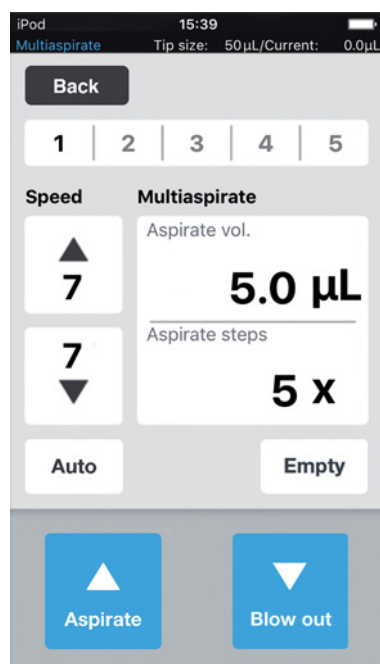 iPod 15:39
Multiaspirate Tip size: 50µL/Current: 0.0µL
Back
1 2 3 4 5
Speed Multiaspirate
Aspirate vol.
7 5.0 µL
Aspirate steps
7 5 x
Auto Empty
Aspirate Blow out